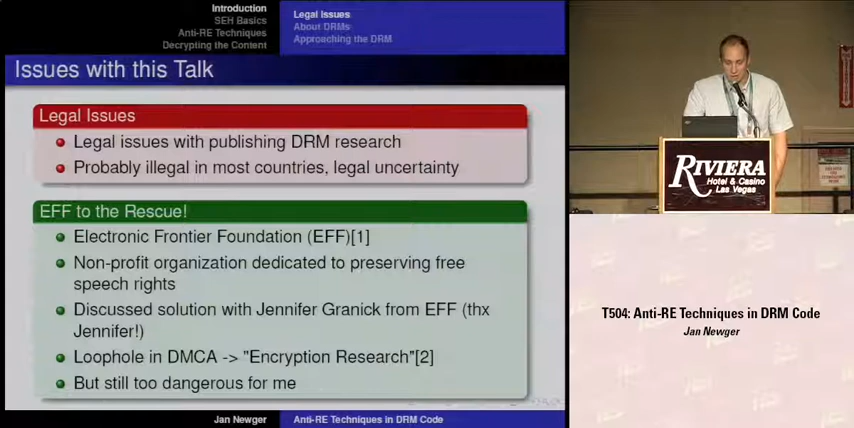 Introduction
SEH Basics
Anti-RE Techniques
Decrypting the Content
Legal Issues
About DRMs
Approaching the DRM
Issues with this Talk
Legal Issues
Legal issues with publishing DRM research
Probably illegal in most countries, legal uncertainty
EFF to the Rescue!
Electronic Frontier Foundation (EFF)[1]
Non-profit organization dedicated to preserving free
speech rights
Discussed solution with Jennifer Granick from EFF (thx
Jennifer!)
Loophole in DMCA -> "Encryption Research"[2]
But still too dangerous for me
Jan Newger
Anti-RE Techniques in DRM Code
RIVIERA
Hotel & Casino
Las Vegas
T504: Anti-RE Techniques in DRM Code
Jan Newger